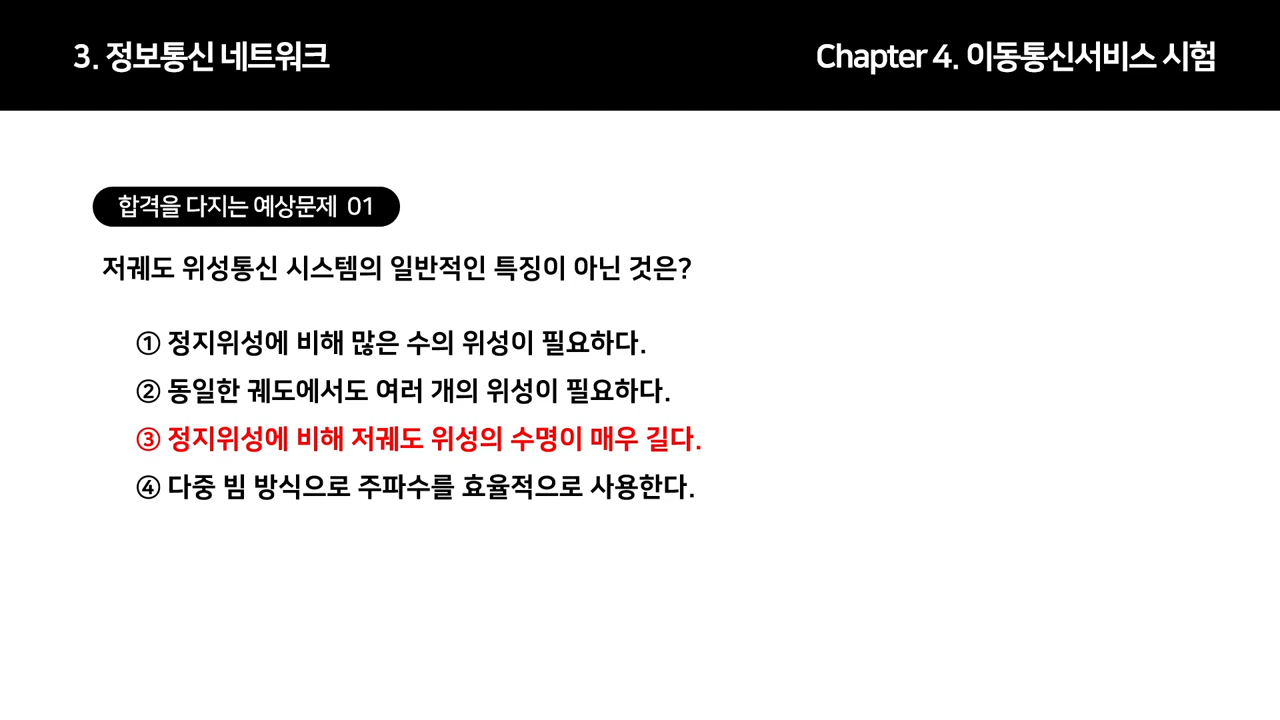 3. 정보통신 네트워크
Chapter 4. 이동통신서비스 시험
합격을 다지는 예상문제 01
저궤도 위성통신 시스템의 일반적인 특징이 아닌 것은?
① 정지위성에 비해 많은 수의 위성이 필요하다.
② 동일한 궤도에서도 여러 개의 위성이 필요하다.
③ 정지위성에 비해 저궤도 위성의 수명이 매우 길다.
④ 다중 빔 방식으로 주파수를 효율적으로 사용한다.